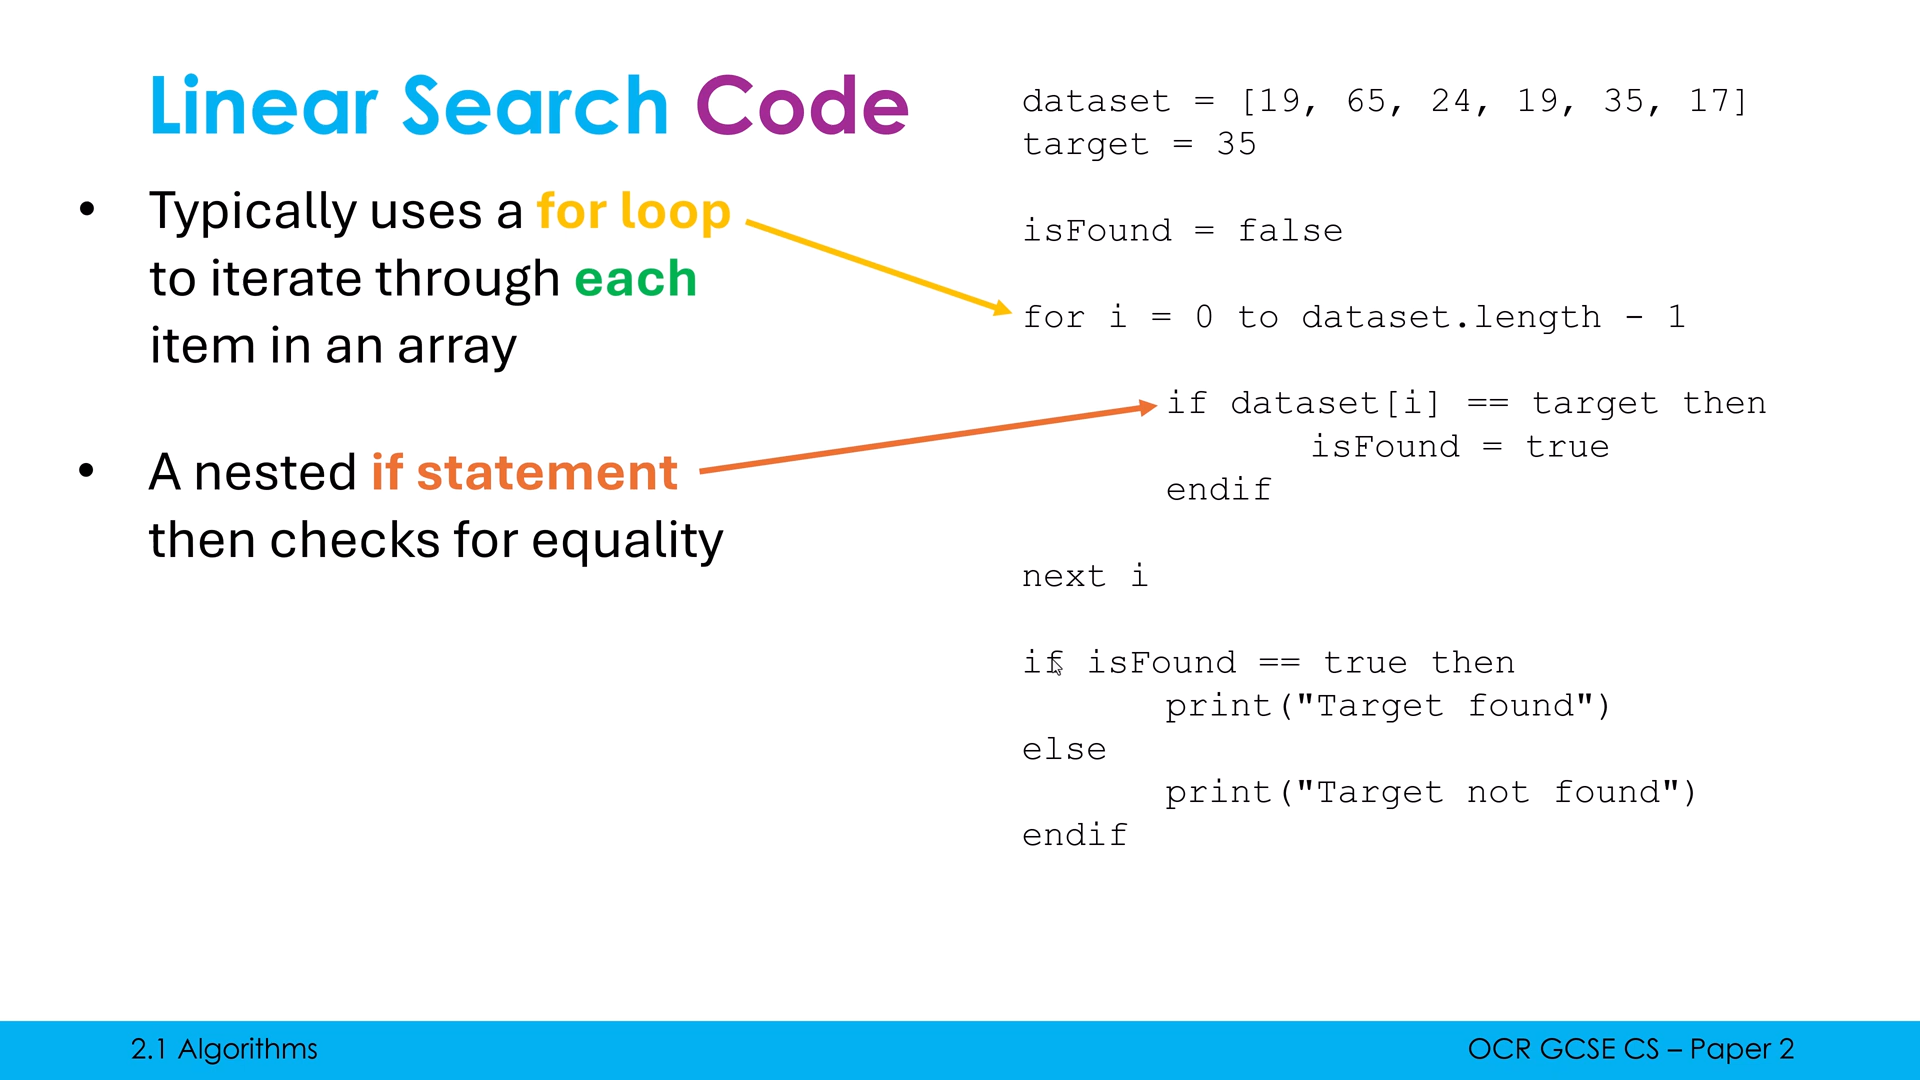 Linear Search Code
• Typically uses a for loop
to iterate through each
item in an array
• A nested if statement
then checks for equality
dataset = [19, 65, 24, 19, 35, 17]
target = 35
isFound = false
for i = 0 to dataset.length - 1
if dataset[i] == target then
isFound = true
endif
next i
if isFound == true then
print("Target found")
else
print("Target not found")
endif
2.1 Algorithms
OCR GCSE CS – Paper 2